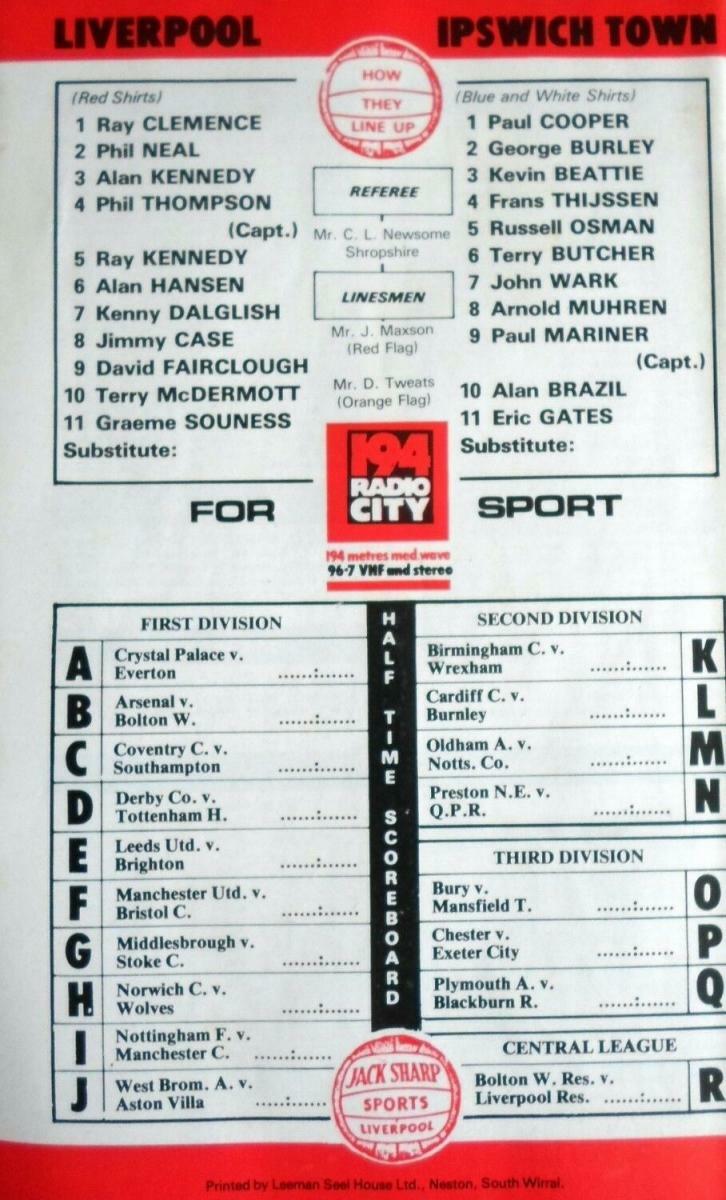 LIVERPOOL
IPSWICH TOWN
HOW
THEY
LINE UP
(Red Shirts)
1 Ray CLEMENCE
2 Phil NEAL
3 Alan KENNEDY
4 Phil THOMPSON
(Capt.)
5 Ray KENNEDY
6 Alan HANSEN
7 Kenny DALGLISH
8 Jimmy CASE
9 David FAIRCLOUGH
10 Terry McDERMOTT
11 Graeme SOUNESS
Substitute:
REFEREE
Mr. C. L. Newsome
Shropshire
LINESMEN
Mr. J. Maxson
(Red Flag)
Mr. D. Tweats
(Orange Flag)
(Blue and White Shirts)
1 Paul COOPER
2 George BURLEY
3 Kevin BEATTIE
4 Frans THIJSSEN
5 Russell OSMAN
6 Terry BUTCHER
7 John WARK
8 Arnold MUHREN
9 Paul MARINER
(Capt.)
10 Alan BRAZIL
11 Eric GATES
Substitute:
FOR
194
RADIO
CITY
SPORT
194 metres med.wave
96·7 VHF and stereo
HALF TIME SCOREBOARD
FIRST DIVISION
A Crystal Palace v.
Everton ......:......
B Arsenal v.
Bolton W. ......:......
C Coventry C. v.
Southampton ......:......
D Derby Co. v.
Tottenham H. ......:......
E Leeds Utd. v.
Brighton ......:......
F Manchester Utd. v.
Bristol C. ......:......
G Middlesbrough v.
Stoke C. ......:......
H Norwich C. v.
Wolves ......:......
I Nottingham F. v.
Manchester C. ......:......
J West Brom. A. v.
Aston Villa ......:......
SECOND DIVISION
Birmingham C. v.
Wrexham ......:...... K
Cardiff C. v.
Burnley ......:...... L
Oldham A. v.
Notts. Co. ......:...... M
Preston N.E. v.
Q.P.R. ......:...... N
THIRD DIVISION
Bury v.
Mansfield T. ......:...... O
Chester v.
Exeter City ......:...... P
Plymouth A. v.
Blackburn R. ......:...... Q
CENTRAL LEAGUE
Bolton W. Res. v.
Liverpool Res. ......:...... R
JACK SHARP
SPORTS
LIVERPOOL
Printed by Leeman Seel House Ltd., Neston, South Wirral.